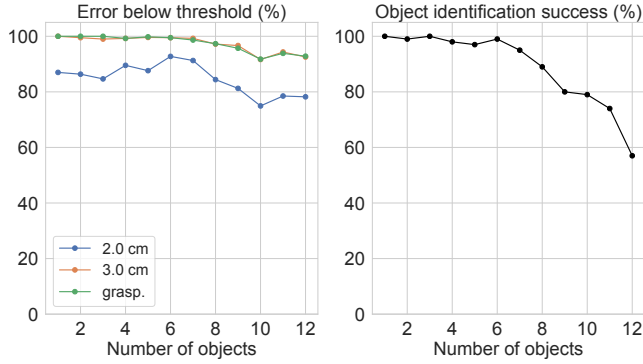 Error below threshold (%)
100
80
60
40
20
0
2.0 cm
3.0 cm
grasp.
2 4 6 8 10 12
Number of objects
Object identification success (%)
100
80
60
40
20
0
2 4 6 8 10 12
Number of objects